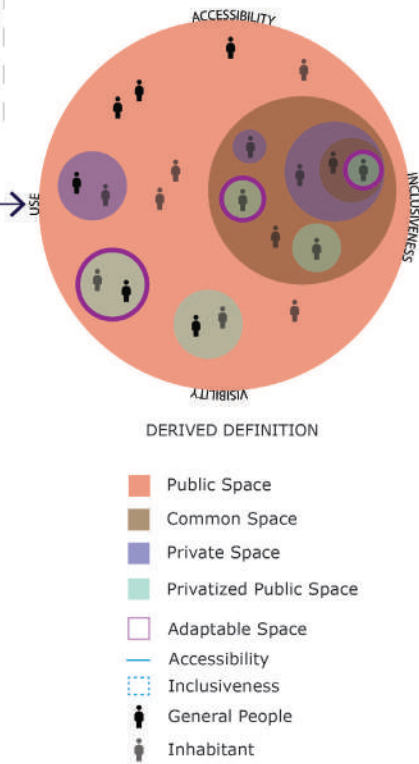 ACCESSIBILITY
USE
INCLUSIVENESS
VISIBILITY
DERIVED DEFINITION
Public Space
Common Space
Private Space
Privatized Public Space
Adaptable Space
Accessibility
Inclusiveness
General People
Inhabitant